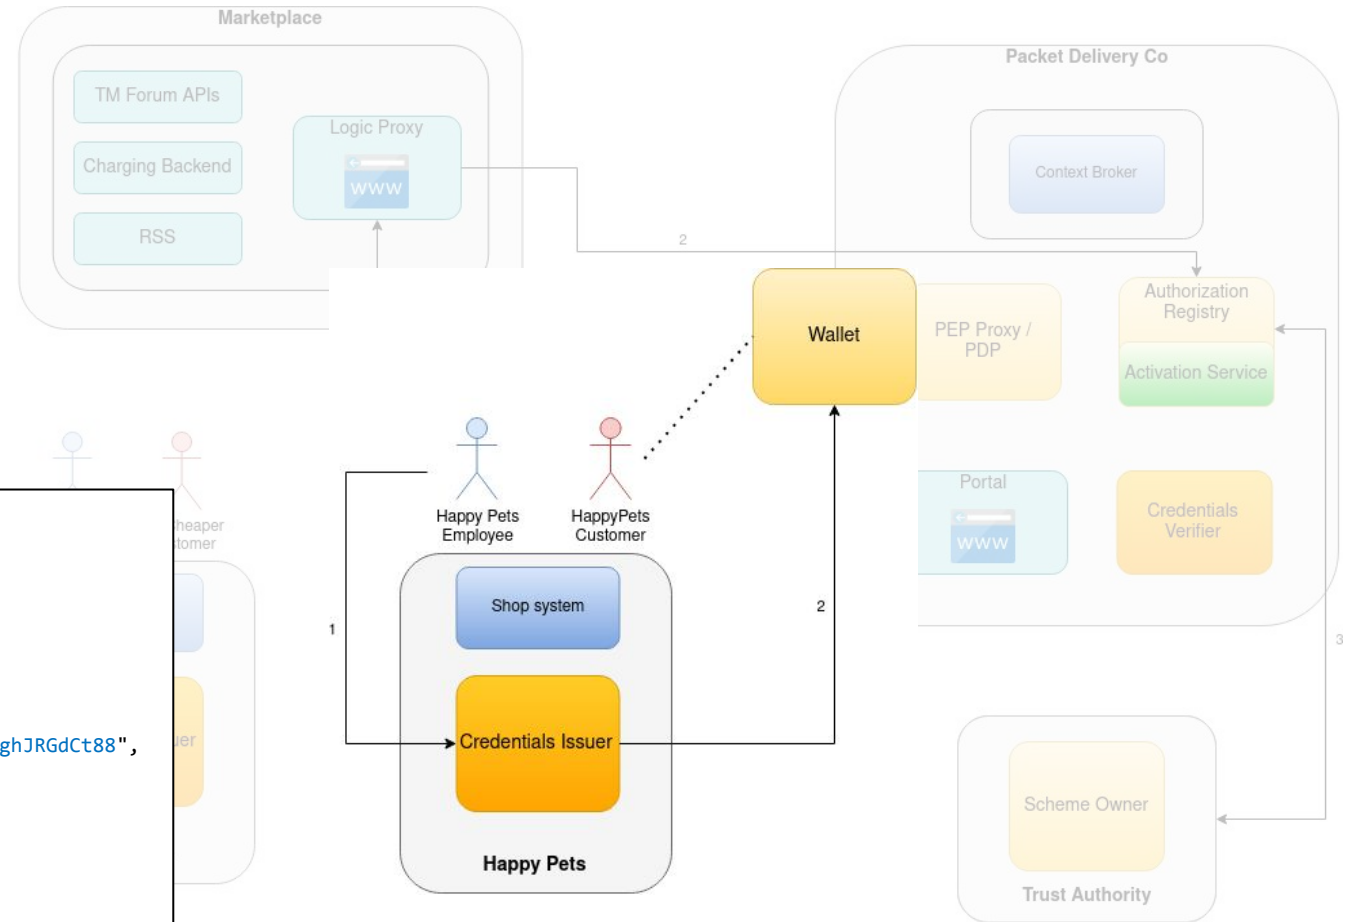 Marketplace
TM Forum APIs
Charging Backend
RSS
Logic Proxy
www
2
Packet Delivery Co
Context Broker
Authorization
Registry
Activation Service
PEP Proxy /
PDP
Wallet
Portal
www
Credentials
Verifier
3
Happy Pets
Employee
HappyPets
Customer
Shop system
1
2
Credentials Issuer
Happy Pets
heaper
tomer
uer
ghJRGdCt88",
Scheme Owner
Trust Authority